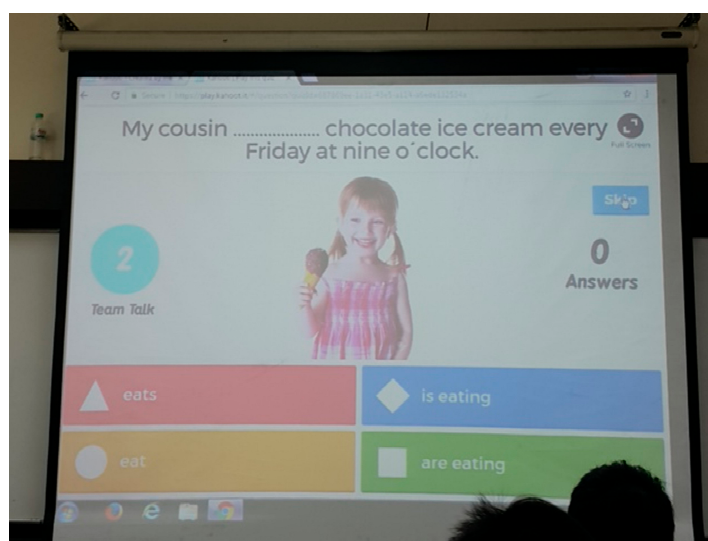 My cousin ................... chocolate ice cream every
Friday at nine o´clock.
Full Screen
Skip
2
Team Talk
0
Answers
eats
is eating
eat
are eating